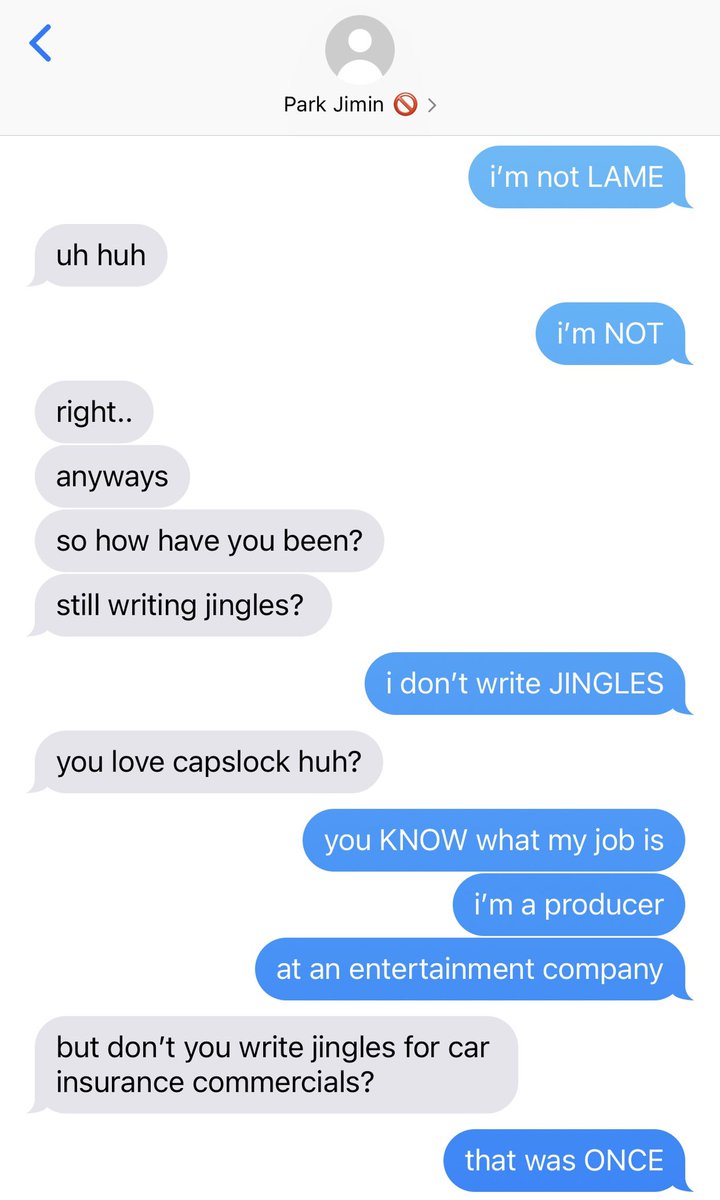 Park Jimin 🚫
i’m not LAME
uh huh
i’m NOT
right..
anyways
so how have you been?
still writing jingles?
i don’t write JINGLES
you love capslock huh?
you KNOW what my job is
i’m a producer
at an entertainment company
but don’t you write jingles for car
insurance commercials?
that was ONCE